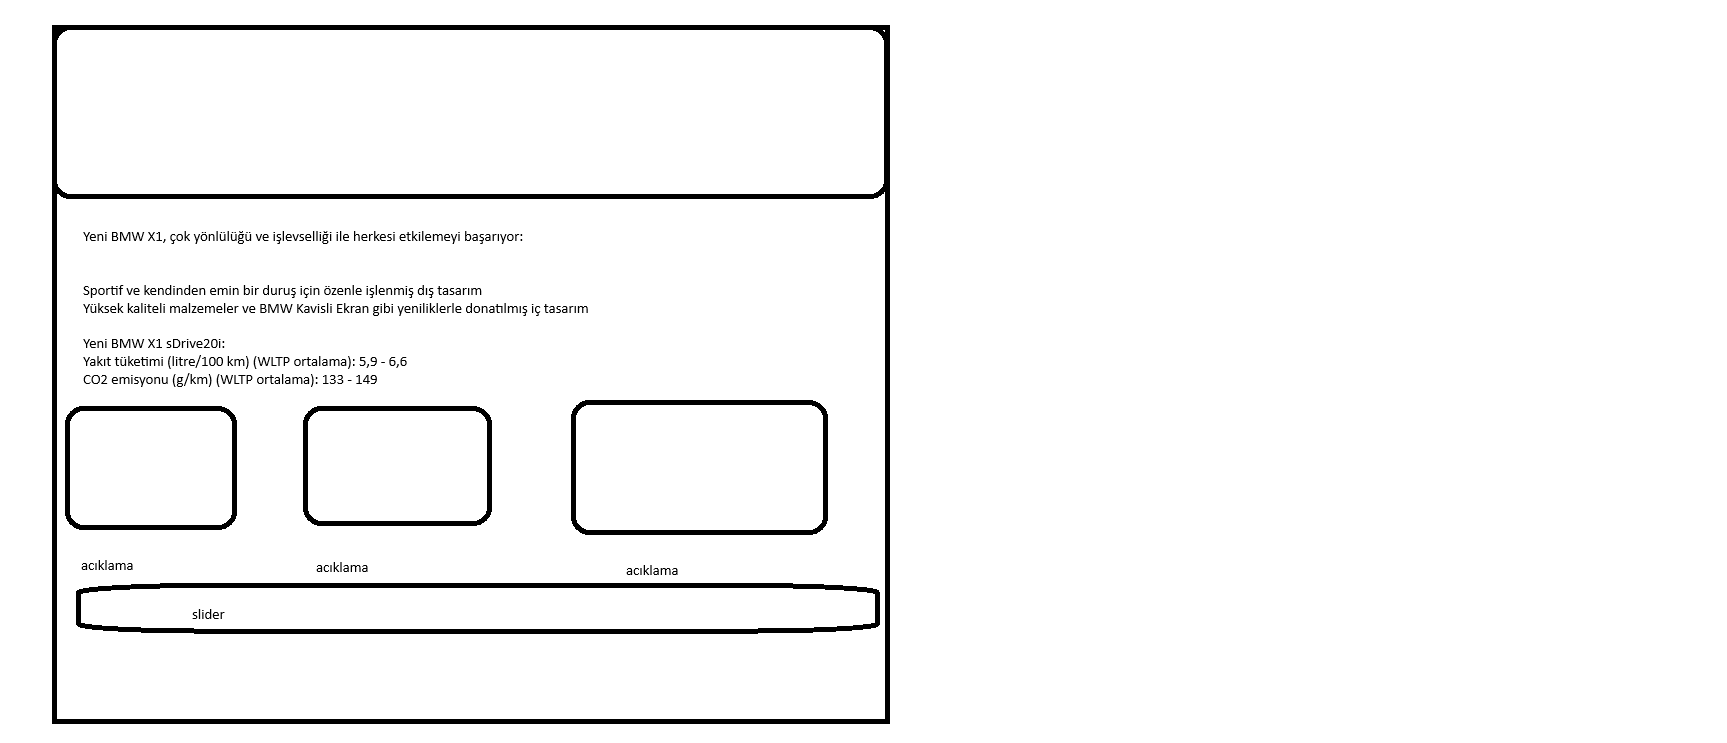 Yeni BMW X1, çok yönlülüğü ve işlevselliği ile herkesi etkilemeyi başarıyor:
Sportif ve kendinden emin bir duruş için özenle işlenmiş dış tasarım
Yüksek kaliteli malzemeler ve BMW Kavisli Ekran gibi yeniliklerle donatılmış iç tasarım
Yeni BMW X1 sDrive20i:
Yakıt tüketimi (litre/100 km) (WLTP ortalama): 5,9 - 6,6
CO2 emisyonu (g/km) (WLTP ortalama): 133 - 149
acıklama
acıklama
acıklama
slider